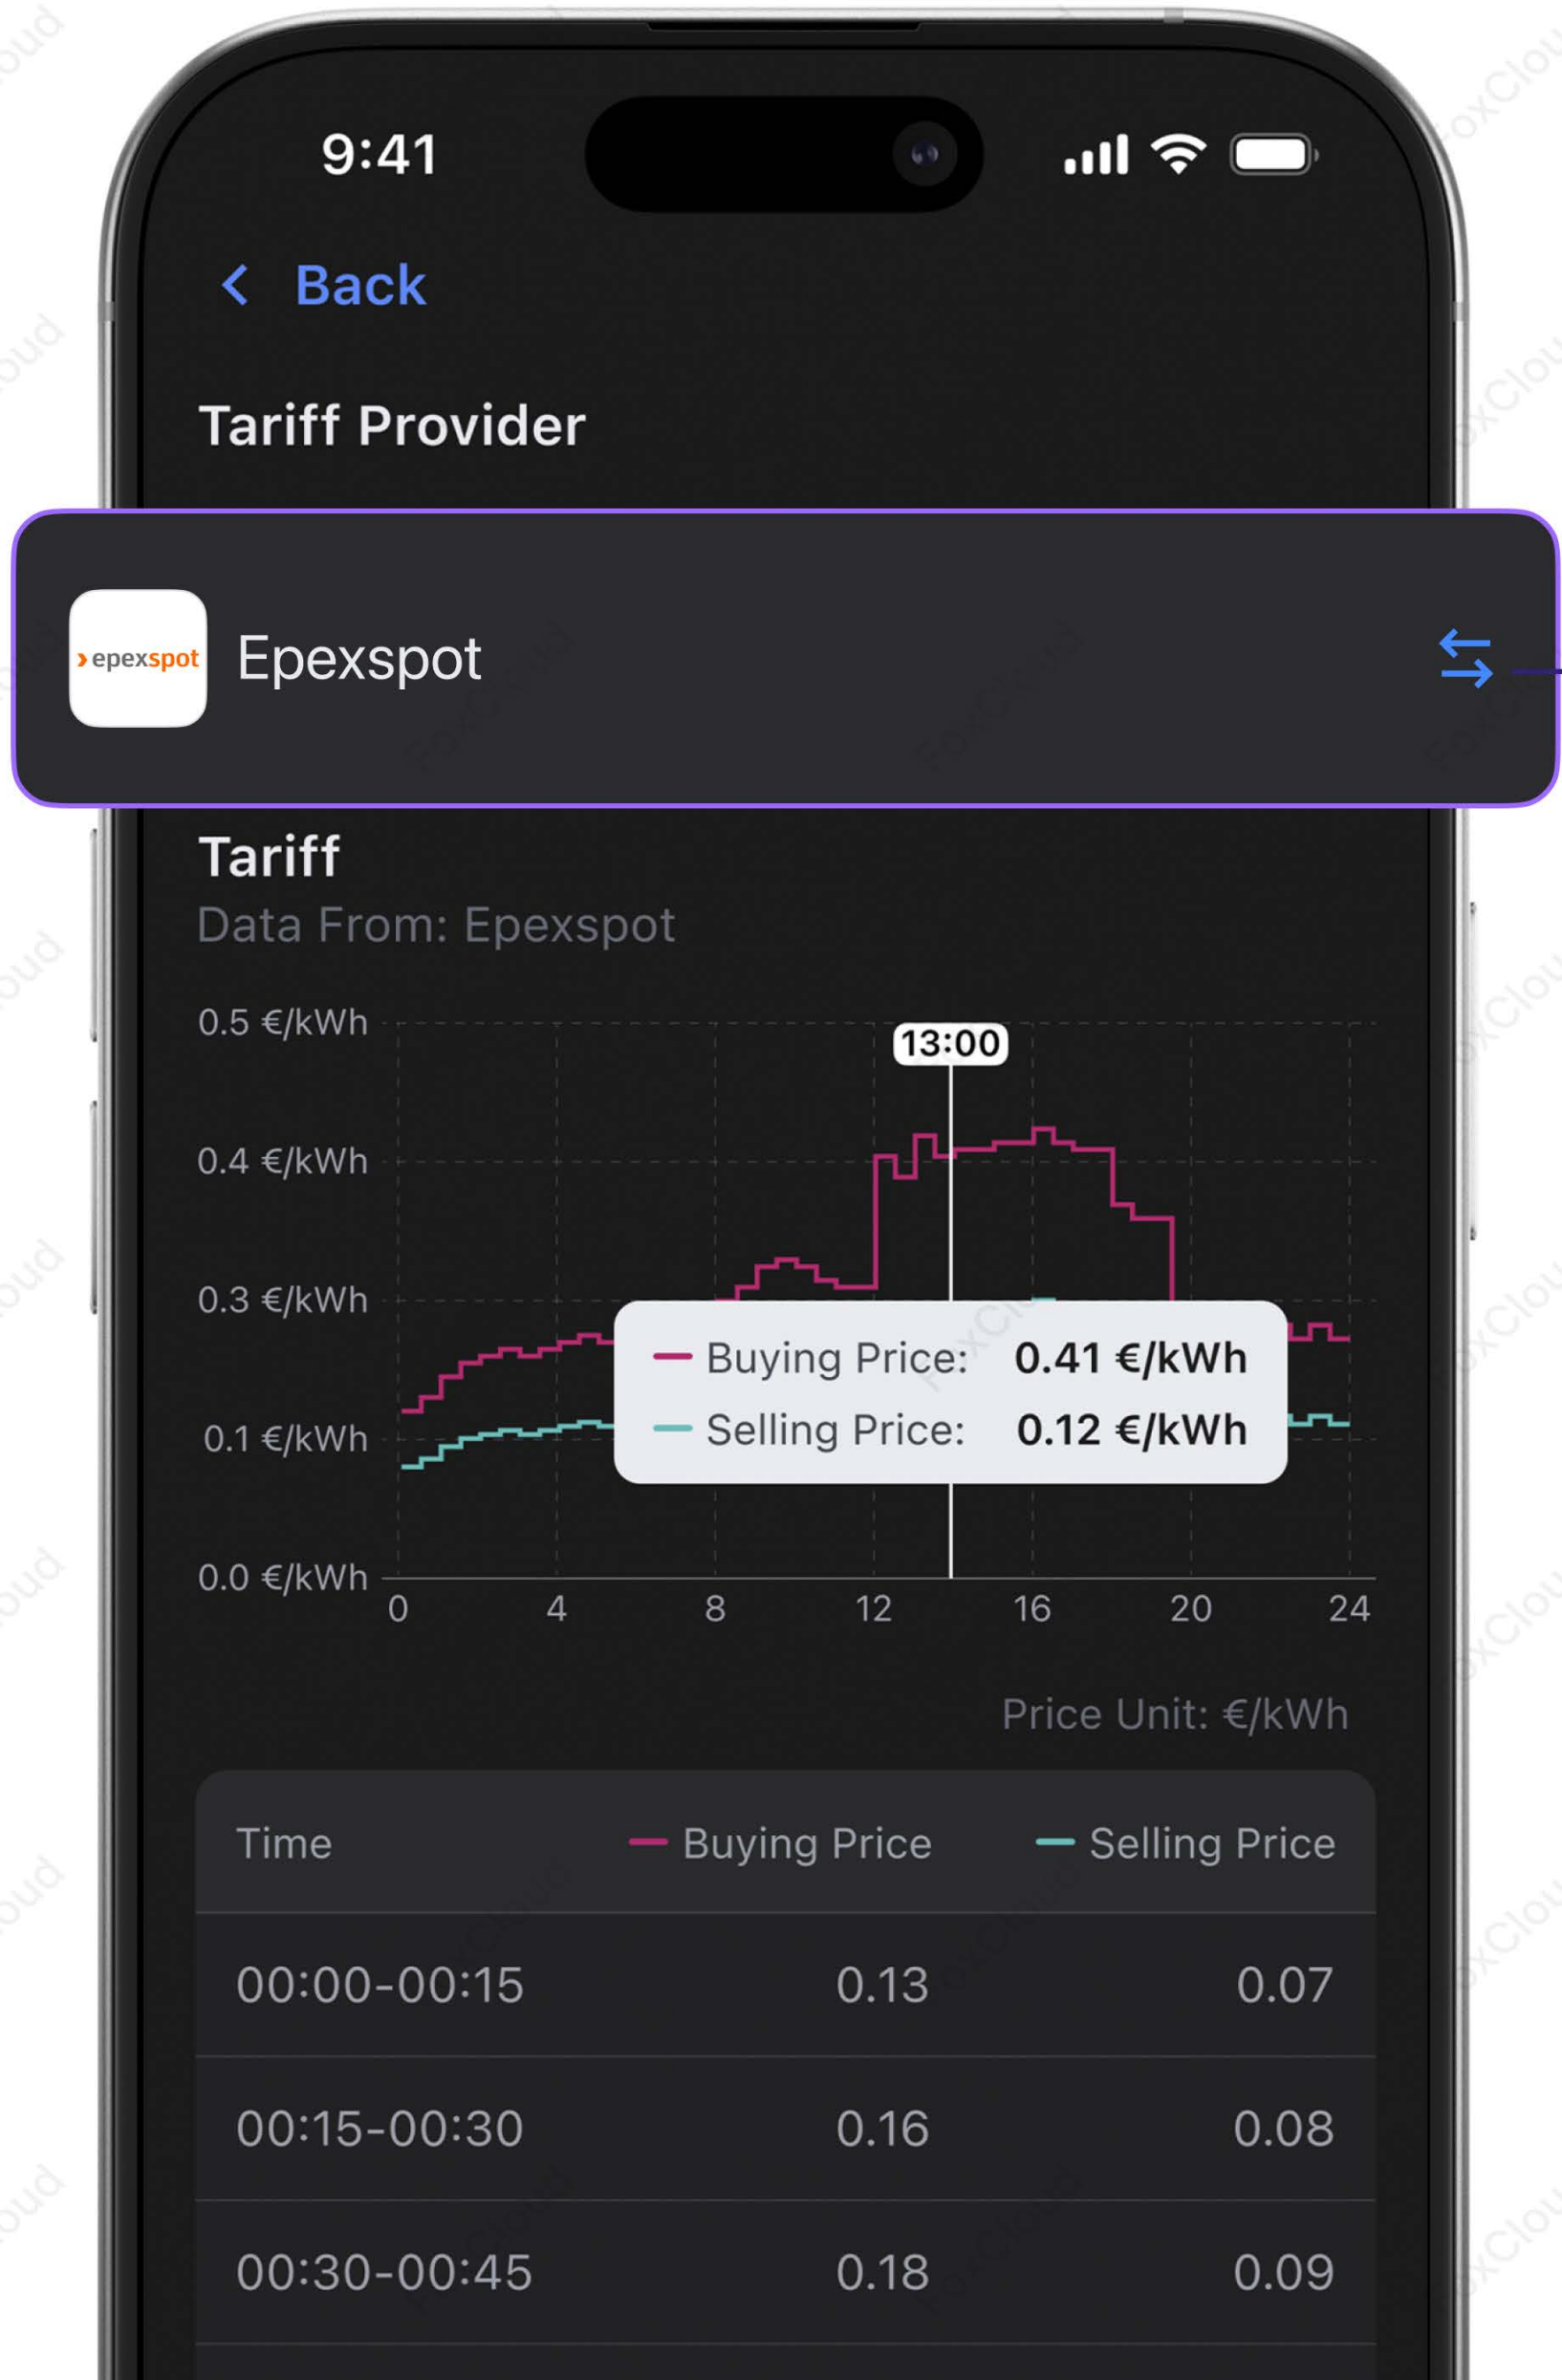 9:41
Back
Tariff Provider
epexspot Epexspot
Tariff
Data From: Epexspot
0.5 €/kWh
13:00
0.4 €/kWh
0.3 €/kWh
Buying Price: 0.41 €/kWh
Selling Price: 0.12 €/kWh
0.1 €/kWh
0.0 €/kWh
0 4 8 12 16 20 24
Price Unit: €/kWh
Time Buying Price Selling Price
00:00-00:15 0.13 0.07
00:15-00:30 0.16 0.08
00:30-00:45 0.18 0.09
FoxCloud